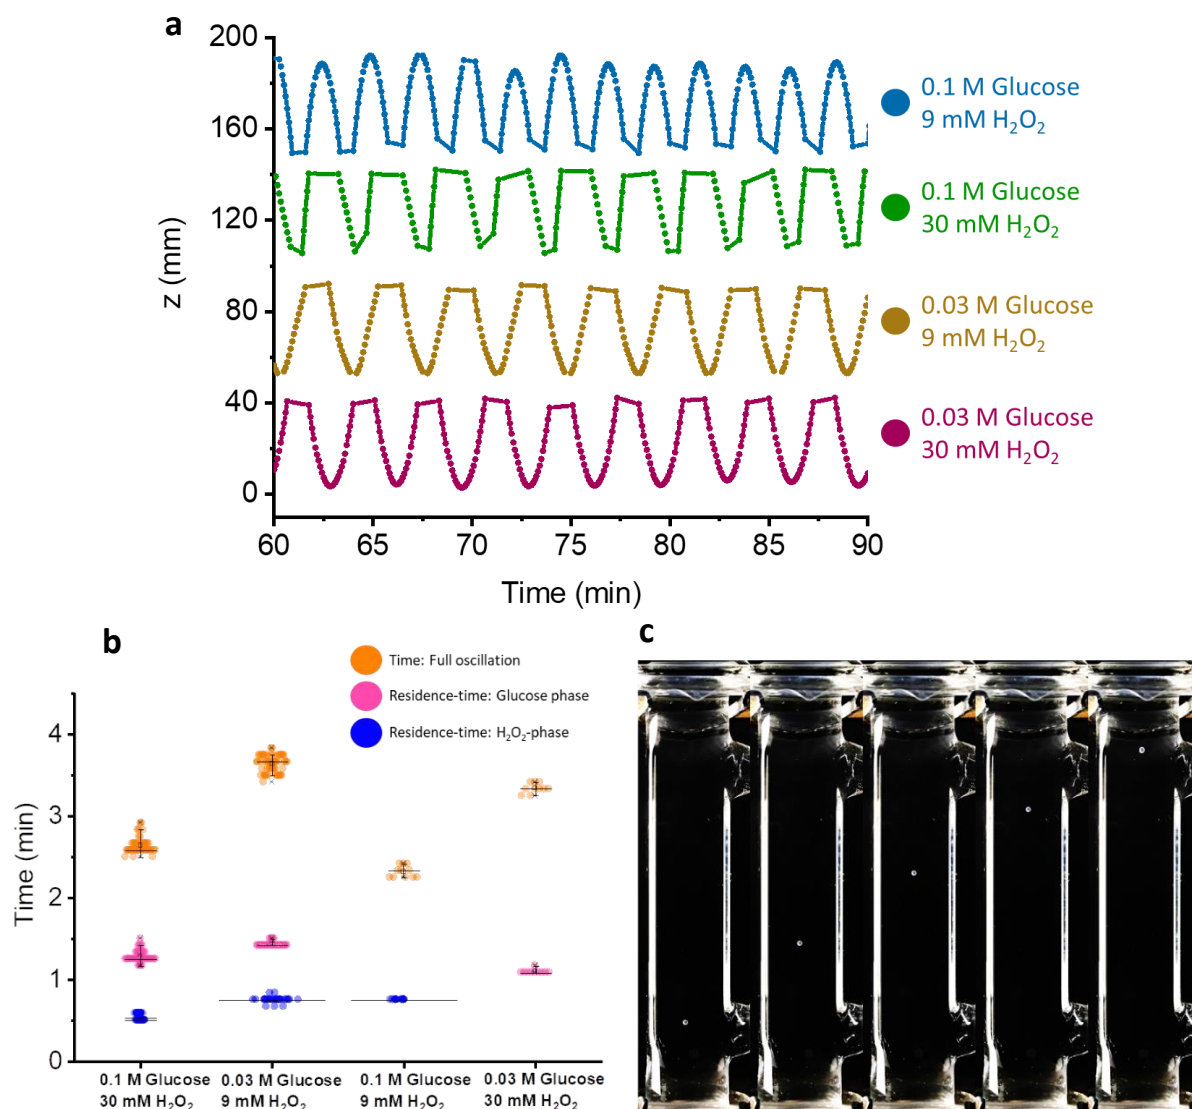 a
200
160
120
80
40
0
z (mm)
60 65 70 75 80 85 90
Time (min)
0.1 M Glucose
9 mM H₂O₂
0.1 M Glucose
30 mM H₂O₂
0.03 M Glucose
9 mM H₂O₂
0.03 M Glucose
30 mM H₂O₂
b
Time: Full oscillation
Residence-time: Glucose phase
Residence-time: H₂O₂-phase
4
3
2
1
0
Time (min)
0.1 M Glucose
30 mM H₂O₂
0.03 M Glucose
9 mM H₂O₂
0.1 M Glucose
9 mM H₂O₂
0.03 M Glucose
30 mM H₂O₂
c